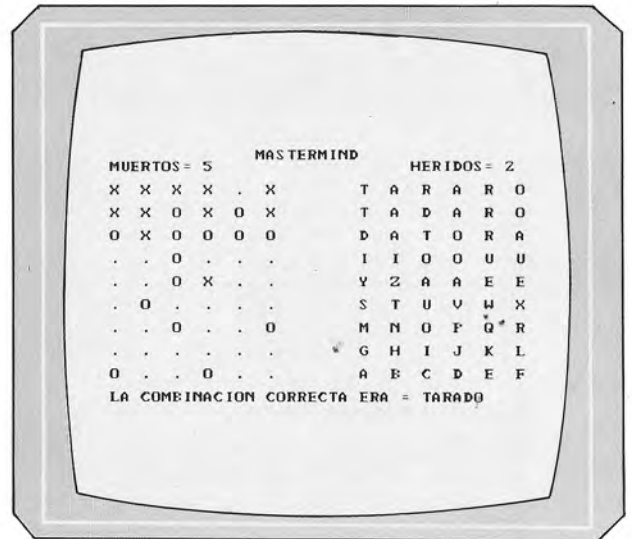 MASTERMIND
MUERTOS= 5 HERIDOS= 2
X X X X . X T A R A R O
X X O X O X T A D A R O
O X O O O O D A T O R A
. . O . . . I I O O U U
. . O X . . Y Z A A E E
. O . . . . S T U V W X
. . O . . O M N O P Q R
. . . . . . G H I J K L
O . . O . . A B C D E F
LA COMBINACION CORRECTA ERA = TARADO